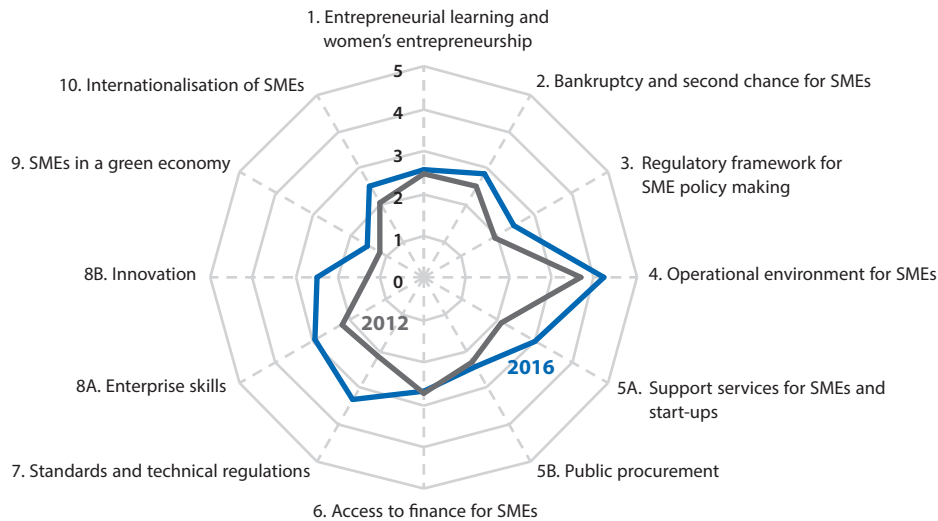 1. Entrepreneurial learning and
women’s entrepreneurship
2. Bankruptcy and second chance for SMEs
3. Regulatory framework for
SME policy making
4. Operational environment for SMEs
5A. Support services for SMEs and
start-ups
5B. Public procurement
6. Access to finance for SMEs
7. Standards and technical regulations
8A. Enterprise skills
8B. Innovation
9. SMEs in a green economy
10. Internationalisation of SMEs
5
4
3
2
1
0
2012
2016